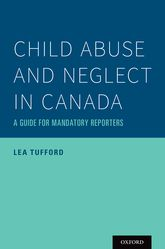 CHILD ABUSE
AND NEGLECT
IN CANADA
A GUIDE FOR MANDATORY REPORTERS
LEA TUFFORD
OXFORD